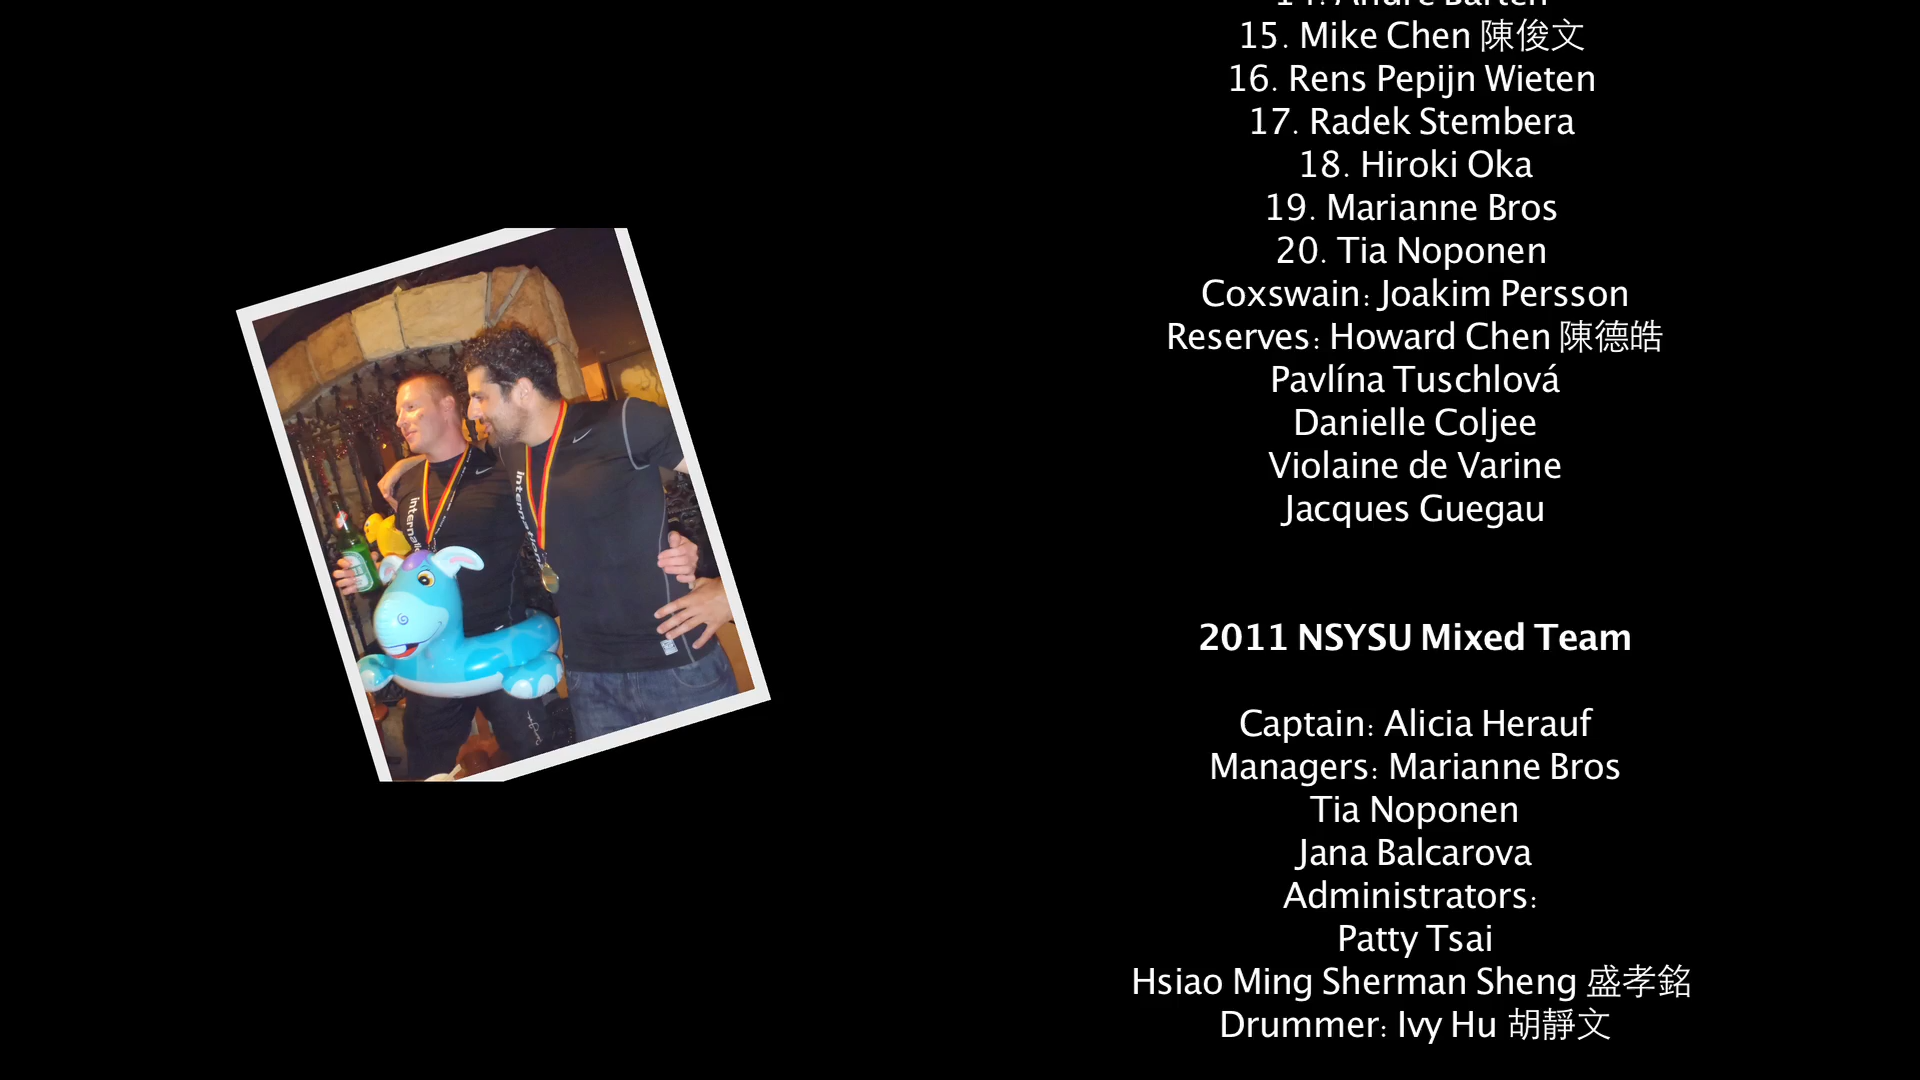 14. André Barten
15. Mike Chen 陳俊文
16. Rens Pepijn Wieten
17. Radek Stembera
18. Hiroki Oka
19. Marianne Bros
20. Tia Noponen
Coxswain: Joakim Persson
Reserves: Howard Chen 陳德皓
Pavlína Tuschlová
Danielle Coljee
Violaine de Varine
Jacques Guegau
2011 NSYSU Mixed Team
Captain: Alicia Herauf
Managers: Marianne Bros
Tia Noponen
Jana Balcarova
Administrators:
Patty Tsai
Hsiao Ming Sherman Sheng 盛孝銘
Drummer: Ivy Hu 胡靜文